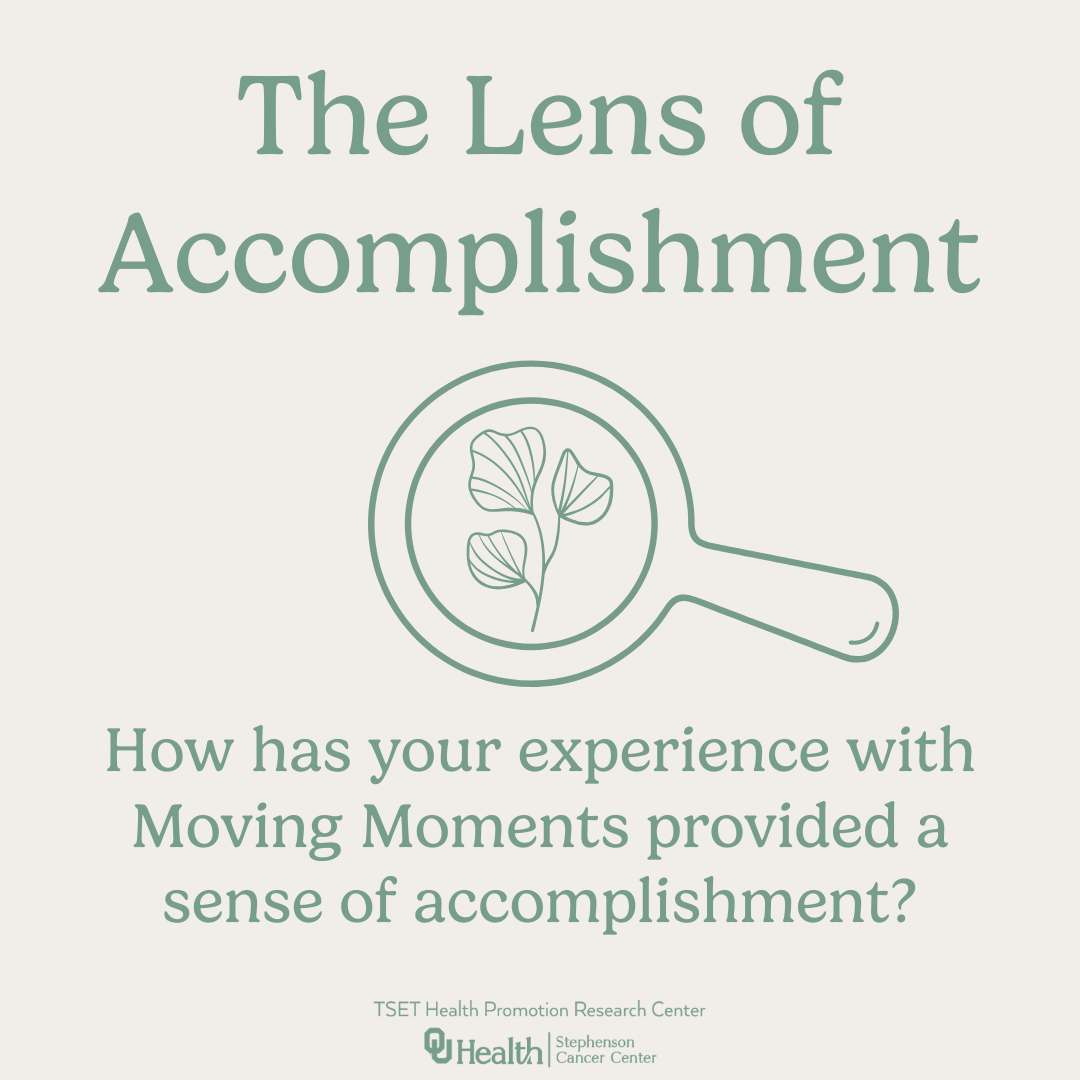 The Lens of
Accomplishment
How has your experience with
Moving Moments provided a
sense of accomplishment?
TSET Health Promotion Research Center
OU Health | Stephenson
Cancer Center